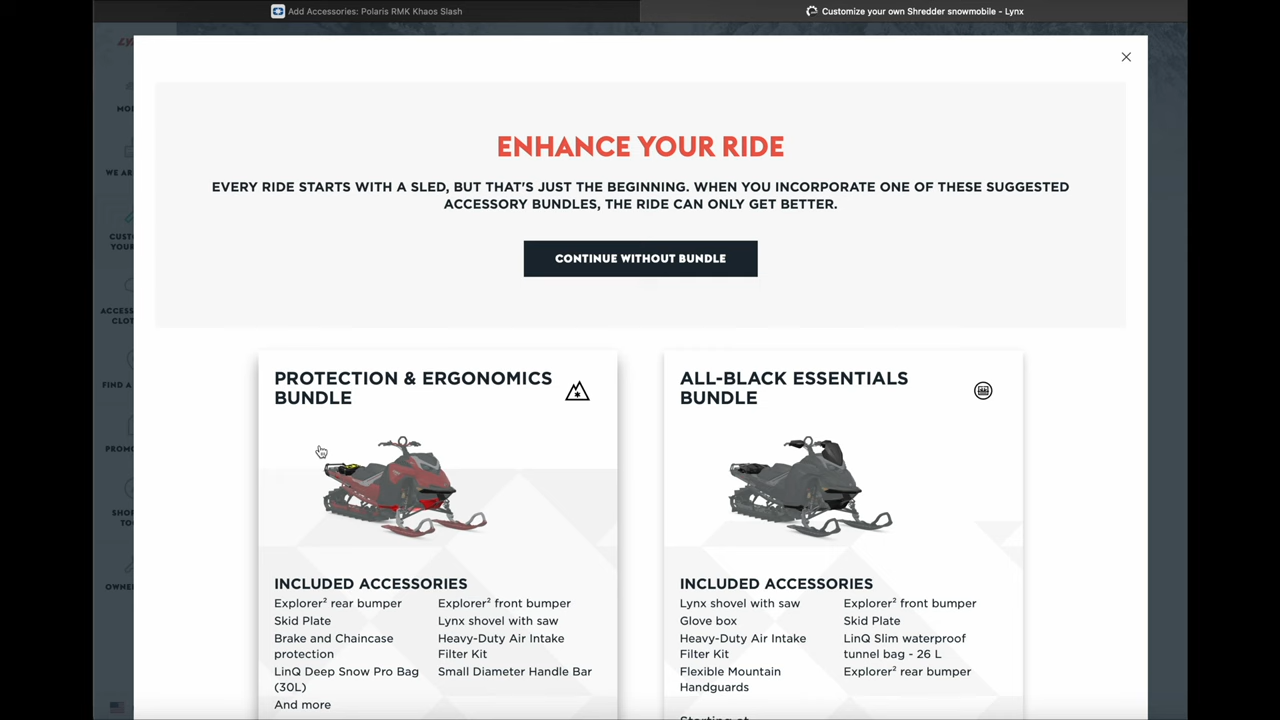 Add Accessories: Polaris RMK Khaos Slash
Customize your own Shredder snowmobile - Lynx
ENHANCE YOUR RIDE
EVERY RIDE STARTS WITH A SLED, BUT THAT'S JUST THE BEGINNING. WHEN YOU INCORPORATE ONE OF THESE SUGGESTED
ACCESSORY BUNDLES, THE RIDE CAN ONLY GET BETTER.
CONTINUE WITHOUT BUNDLE
PROTECTION & ERGONOMICS
BUNDLE
INCLUDED ACCESSORIES
Explorer² rear bumper
Skid Plate
Brake and Chaincase
protection
LinQ Deep Snow Pro Bag
(30L)
And more
Explorer² front bumper
Lynx shovel with saw
Heavy-Duty Air Intake
Filter Kit
Small Diameter Handle Bar
ALL-BLACK ESSENTIALS
BUNDLE
INCLUDED ACCESSORIES
Lynx shovel with saw
Glove box
Heavy-Duty Air Intake
Filter Kit
Flexible Mountain
Handguards
Explorer² front bumper
Skid Plate
LinQ Slim waterproof
tunnel bag - 26 L
Explorer² rear bumper